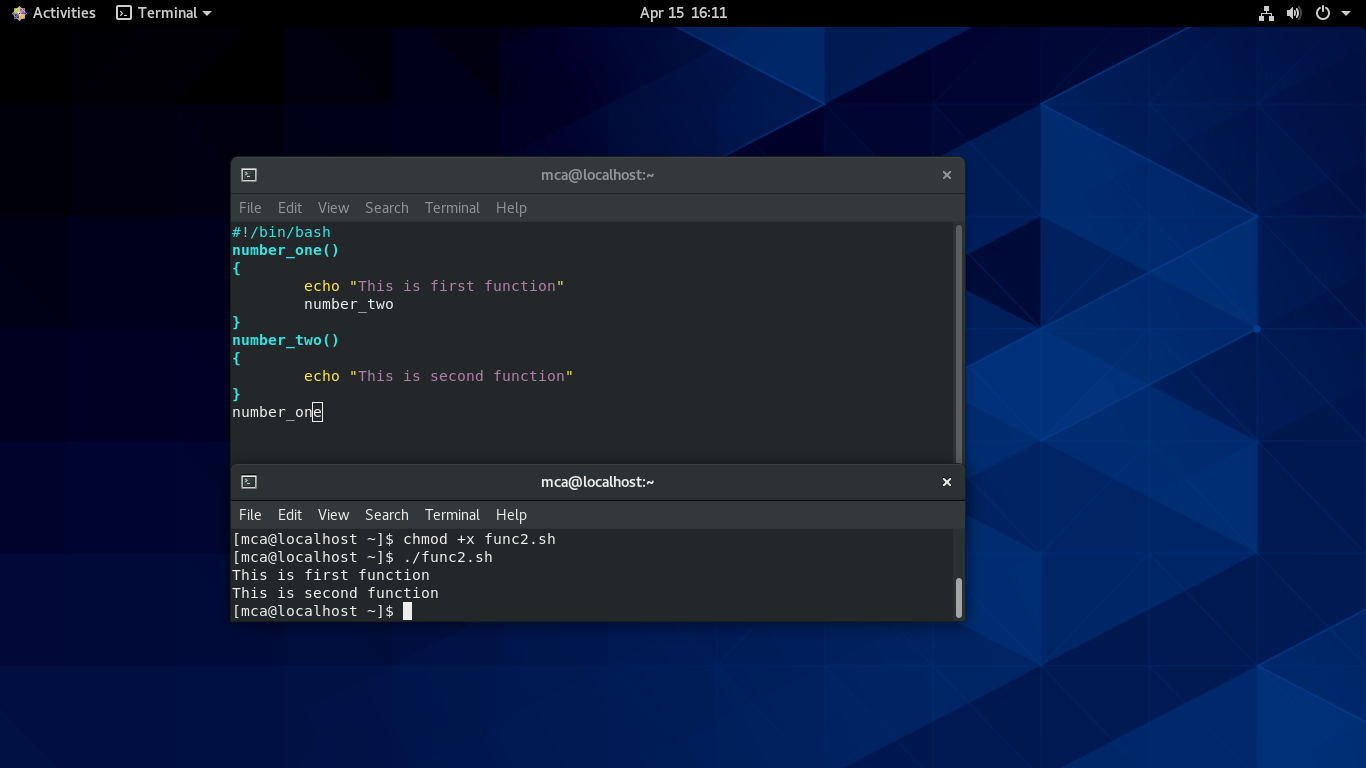 Activities Terminal Apr 15 16:11
mca@localhost:~
File Edit View Search Terminal Help
#!/bin/bash
number_one()
{
        echo "This is first function"
        number_two
}
number_two()
{
        echo "This is second function"
}
number_one
mca@localhost:~
File Edit View Search Terminal Help
[mca@localhost ~]$ chmod +x func2.sh
[mca@localhost ~]$ ./func2.sh
This is first function
This is second function
[mca@localhost ~]$